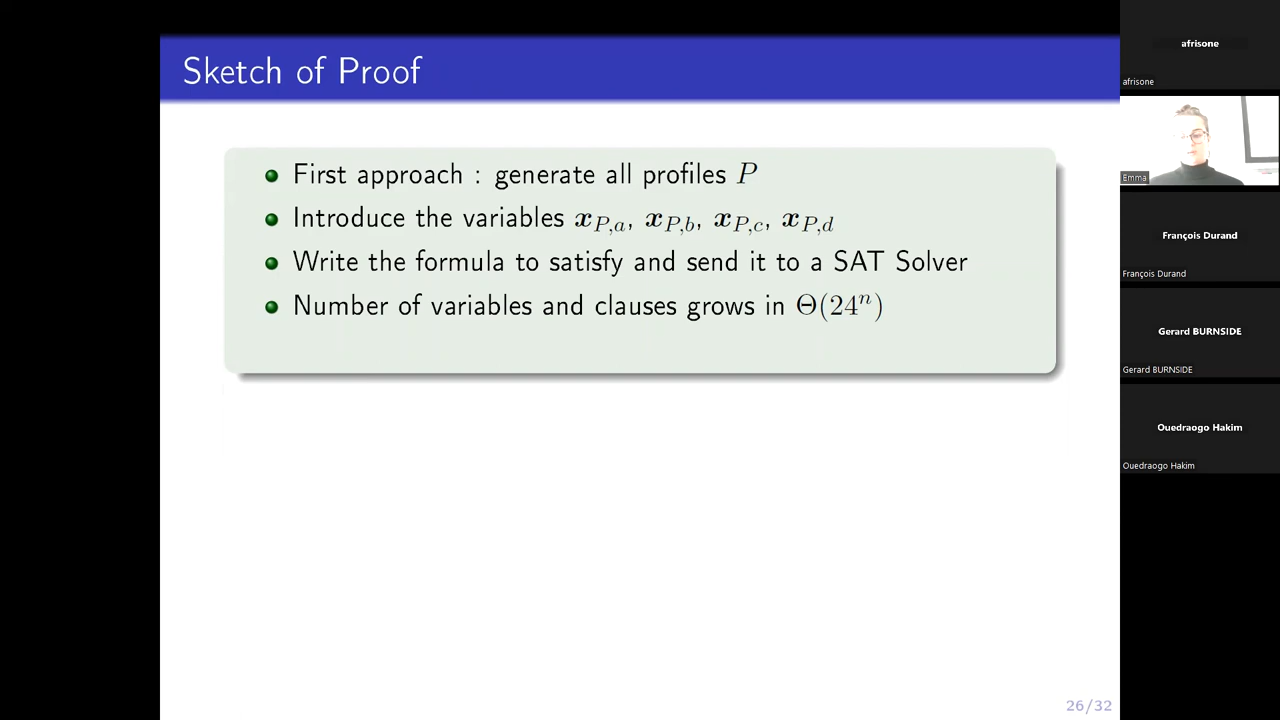 Sketch of Proof
First approach : generate all profiles P
Introduce the variables x_{P,a}, x_{P,b}, x_{P,c}, x_{P,d}
Write the formula to satisfy and send it to a SAT Solver
Number of variables and clauses grows in Θ(24^n)
26/32
afrisone
afrisone
Emma
François Durand
François Durand
Gerard BURNSIDE
Gerard BURNSIDE
Ouedraogo Hakim
Ouedraogo Hakim